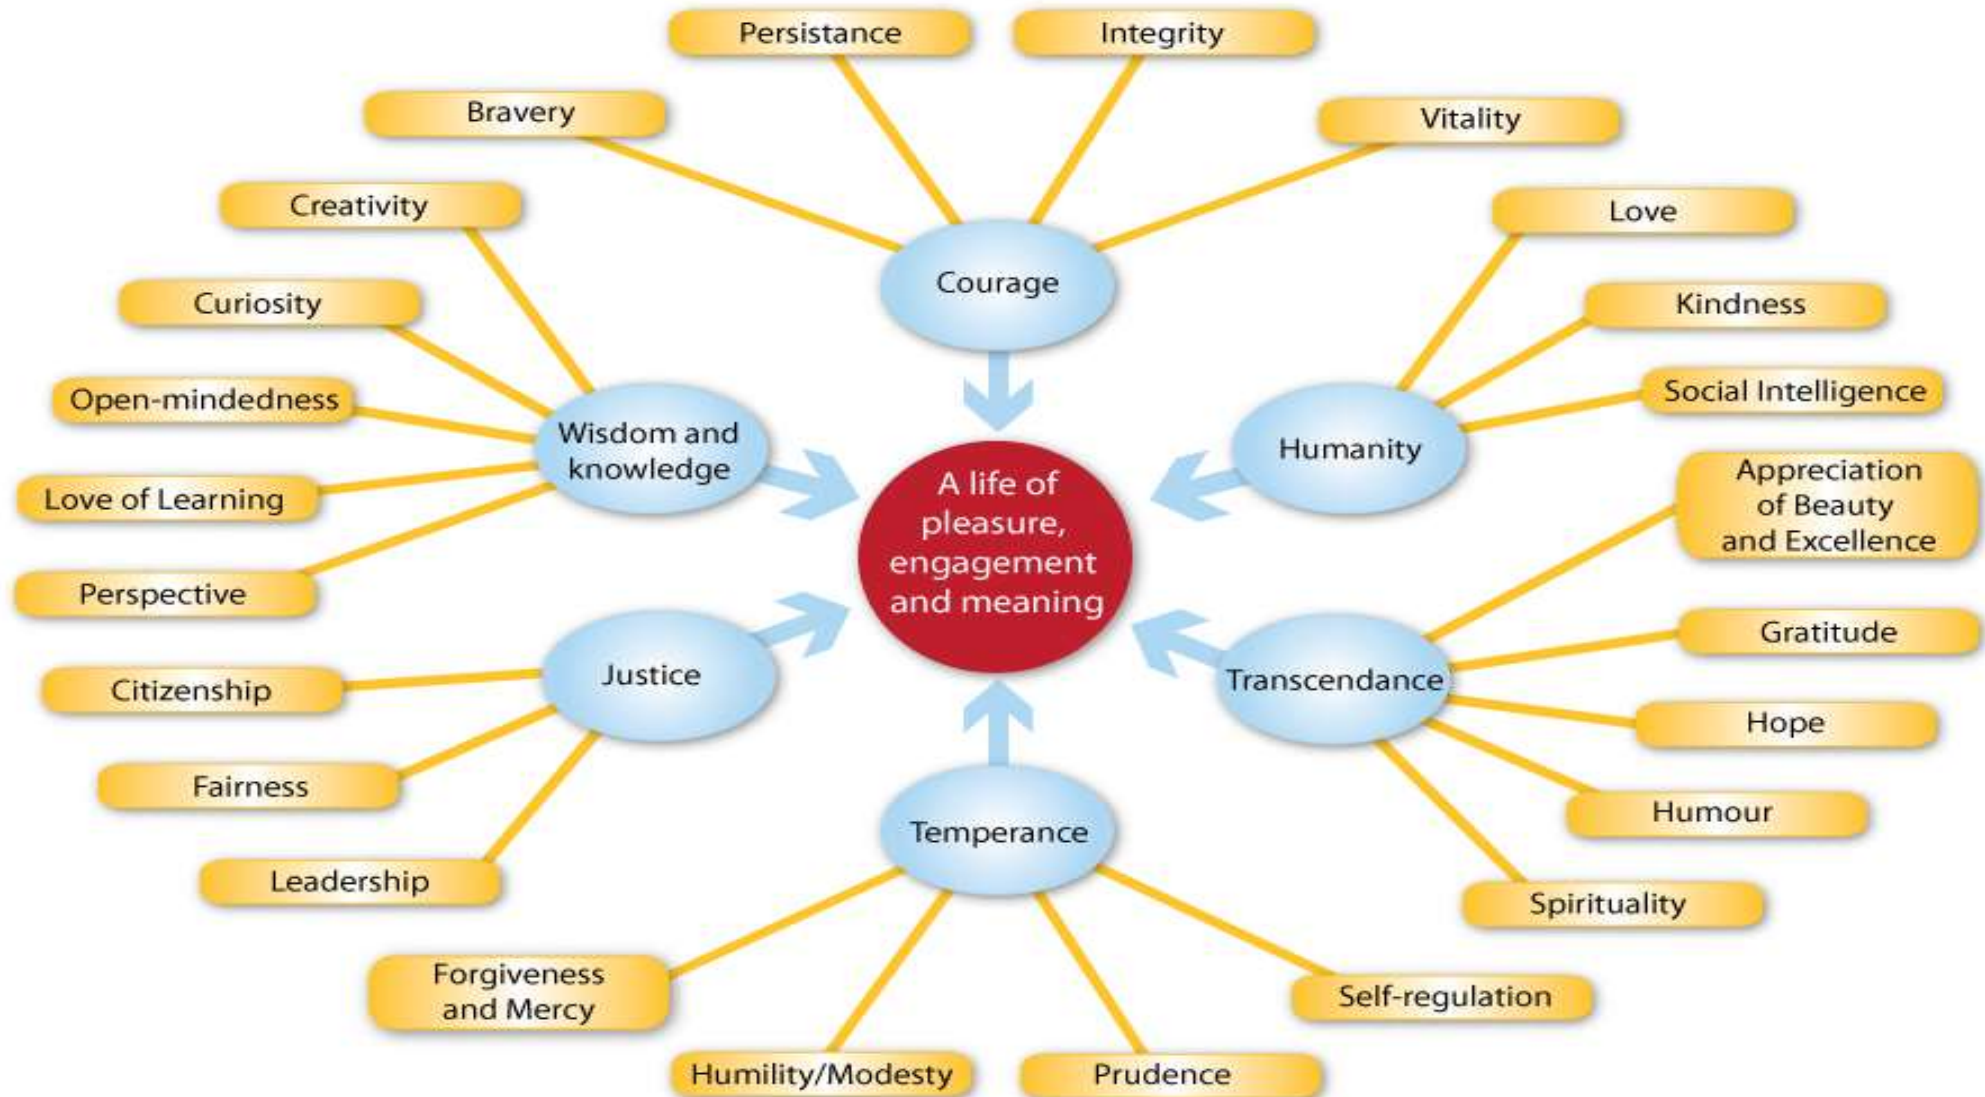 Persistance
Integrity
Bravery
Vitality
Creativity
Love
Curiosity
Courage
Kindness
Open-mindedness
Social Intelligence
Wisdom and
knowledge
Humanity
Love of Learning
A life of
pleasure,
engagement
and meaning
Appreciation
of Beauty
and Excellence
Perspective
Gratitude
Citizenship
Justice
Transcendance
Hope
Fairness
Humour
Temperance
Leadership
Spirituality
Forgiveness
and Mercy
Self-regulation
Humility/Modesty
Prudence